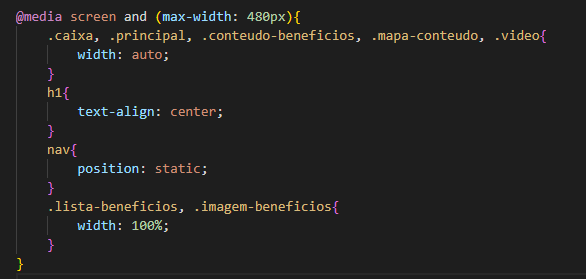 @media screen and (max-width: 480px){
.caixa, .principal, .conteudo-beneficios, .mapa-conteudo, .video{
width: auto;
}
h1{
text-align: center;
}
nav{
position: static;
}
.lista-beneficios, .imagem-beneficios{
width: 100%;
}
}